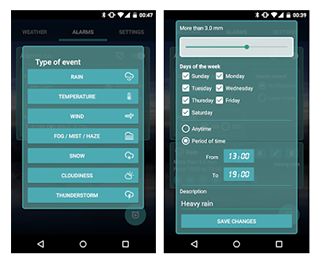 00:47
WEATHER ALARMS SETTINGS
Type of event
RAIN
TEMPERATURE
WIND
FOG / MIST / HAZE
SNOW
CLOUDINESS
THUNDERSTORM
00:39
More than 3.0 mm
Days of the week
Sunday Monday
Tuesday Wednesday
Thursday Friday
Saturday
Anytime
Period of time
From 13:00
To 19:00
Description
Heavy rain
SAVE CHANGES